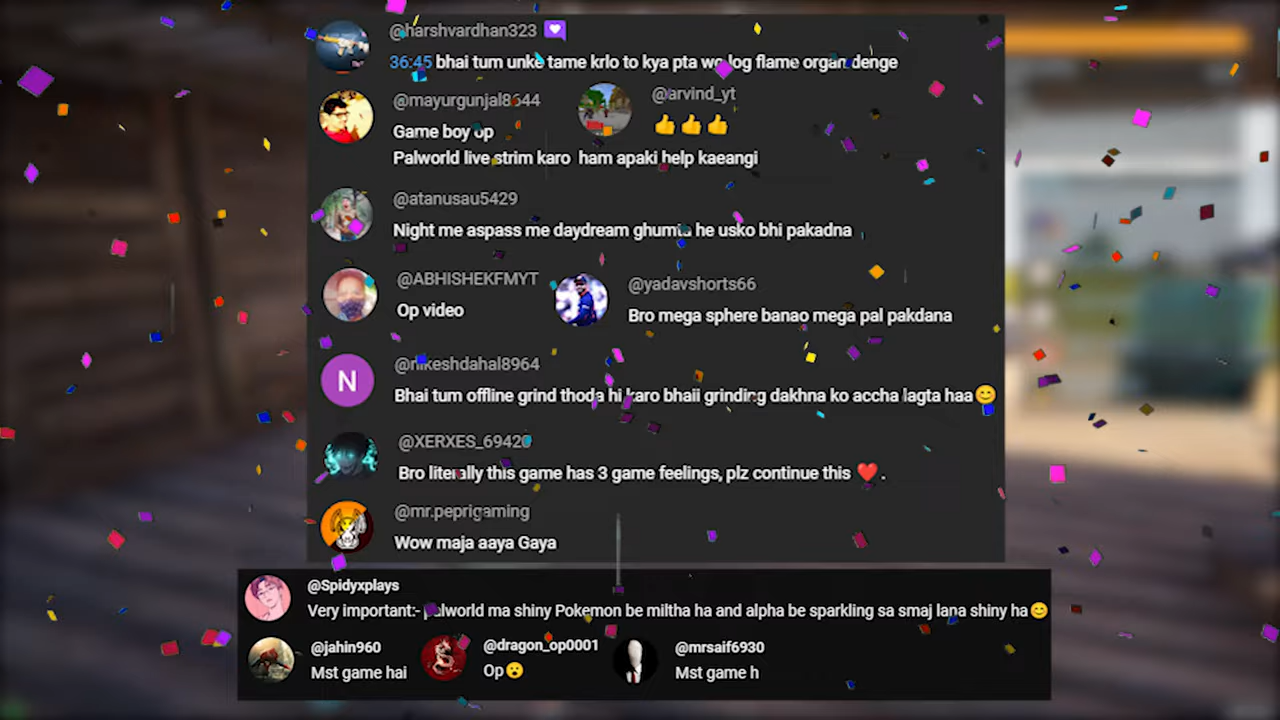 @harshvardhan323
36:45 bhai tum unke tame krlo to kya pta wo log flame organ denge
@mayurgunjal8644
Game boy op
Palworld live strim karo ham apaki help kaeangi
@arvind_yt
👍👍👍
@atanusau5429
Night me aspass me daydream ghumta he usko bhi pakadna
@ABHISHEKFMYT
Op video
@yadavshorts66
Bro mega sphere banao mega pal pakdana
N
@nikeshdahal8964
Bhai tum offline grind thoda hi karo bhaii grinding dakhna ko accha lagta haa😊
@XERXES_69420
Bro literally this game has 3 game feelings, plz continue this ❤️.
@mr.peprigaming
Wow maja aaya Gaya
@Spidyxplays
Very important:- palworld ma shiny Pokemon be miltha ha and alpha be sparkling sa smaj lana shiny ha😊
@jahin960
Mst game hai
@dragon_op0001
Op😮
@mrsaif6930
Mst game h